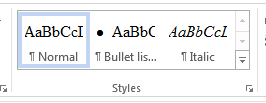 AaBbCcI ● AaBbC AaBbCcI
¶ Normal ¶ Bullet lis... ¶ Italic
Styles